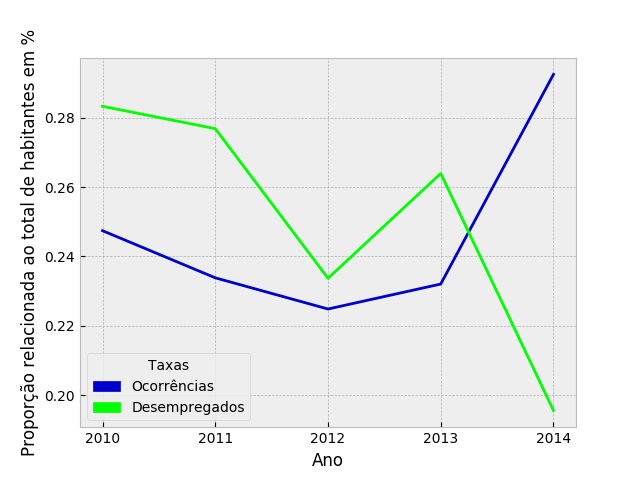 Proporção relacionada ao total de habitantes em %
0.28
0.26
0.24
0.22
0.20
Taxas
Ocorrências
Desempregados
2010 2011 2012 2013 2014
Ano